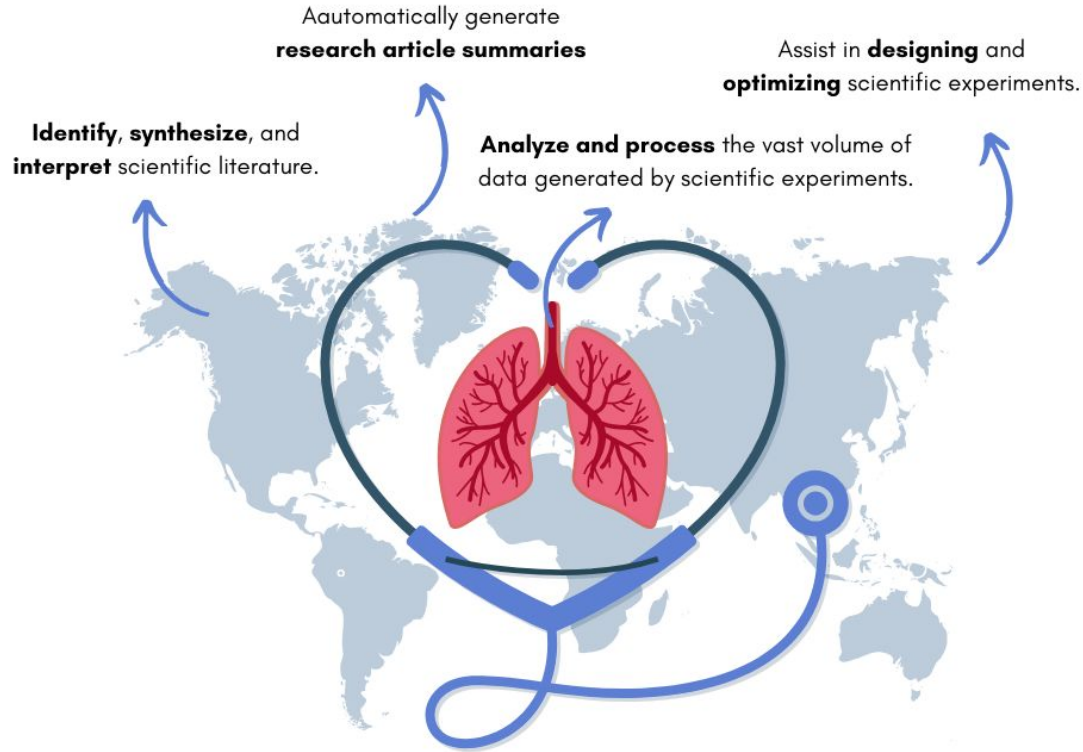 Aautomatically generate
research article summaries
Assist in designing and
optimizing scientific experiments.
Identify, synthesize, and
interpret scientific literature.
Analyze and process the vast volume of
data generated by scientific experiments.